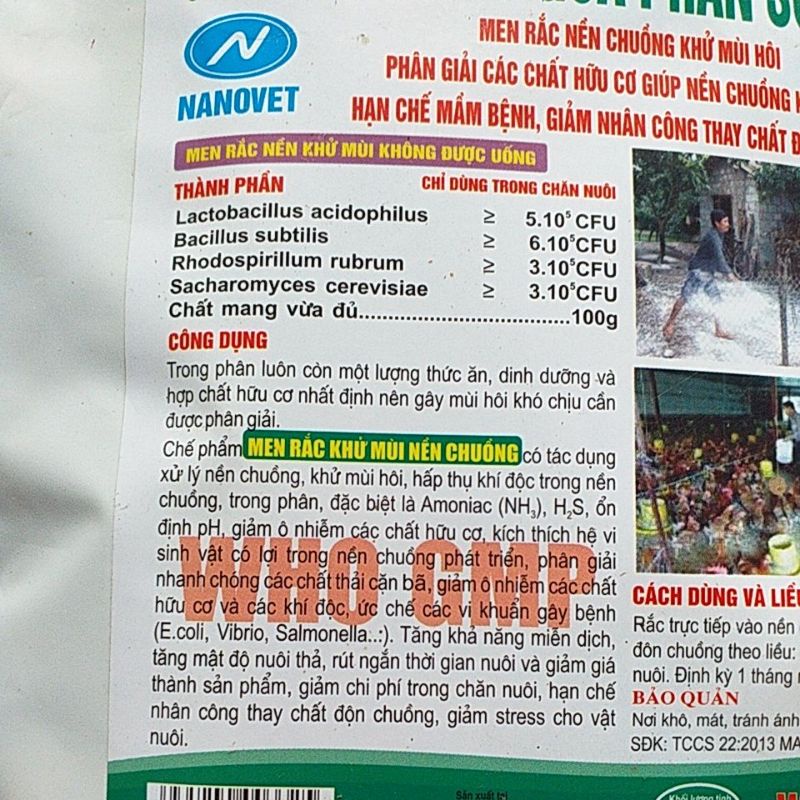 MEN RẮC NỀN CHUỒNG KHỬ MÙI HÔI
PHÂN GIẢI CÁC CHẤT HỮU CƠ GIÚP NỀN CHUỒNG
HẠN CHẾ MẦM BỆNH, GIẢM NHÂN CÔNG THAY CHẤT
NANOVET
MEN RẮC NỀN KHỬ MÙI KHÔNG ĐƯỢC UỐNG
THÀNH PHẦN CHỈ DÙNG TRONG CHĂN NUÔI
Lactobacillus acidophilus ≥ 5.10⁵CFU
Bacillus subtilis ≥ 6.10⁵CFU
Rhodospirillum rubrum ≥ 3.10⁵CFU
Sacharomyces cerevisiae ≥ 3.10⁵CFU
Chất mang vừa đủ....................................100g
CÔNG DỤNG
Trong phân luôn còn một lượng thức ăn, dinh dưỡng và
hợp chất hữu cơ nhất định nên gây mùi hôi khó chịu cần
được phân giải.
Chế phẩm MEN RẮC KHỬ MÙI NỀN CHUỒNG có tác dụng
xử lý nền chuồng, khử mùi hôi, hấp thụ khí độc trong nền
chuồng, trong phân, đặc biệt là Amoniac (NH₃), H₂S, ổn
định pH, giảm ô nhiễm các chất hữu cơ, kích thích hệ vi
sinh vật có lợi trong nền chuồng phát triển, phân giải
nhanh chóng các chất thải cặn bã, giảm ô nhiễm các chất
hữu cơ và các khí độc, ức chế các vi khuẩn gây bệnh
(E.coli, Vibrio, Salmonella..:). Tăng khả năng miễn dịch,
tăng mật độ nuôi thả, rút ngắn thời gian nuôi và giảm giá
thành sản phẩm, giảm chi phí trong chăn nuôi, hạn chế
nhân công thay chất độn chuồng, giảm stress cho vật
nuôi.
WHO GMP
CÁCH DÙNG VÀ LIỀU
Rắc trực tiếp vào nền
độn chuồng theo liều:
nuôi. Định kỳ 1 tháng
BẢO QUẢN
Nơi khô, mát, tránh ánh
SĐK: TCCS 22:2013 MA
Sản xuất tại
Khối lượng tịnh